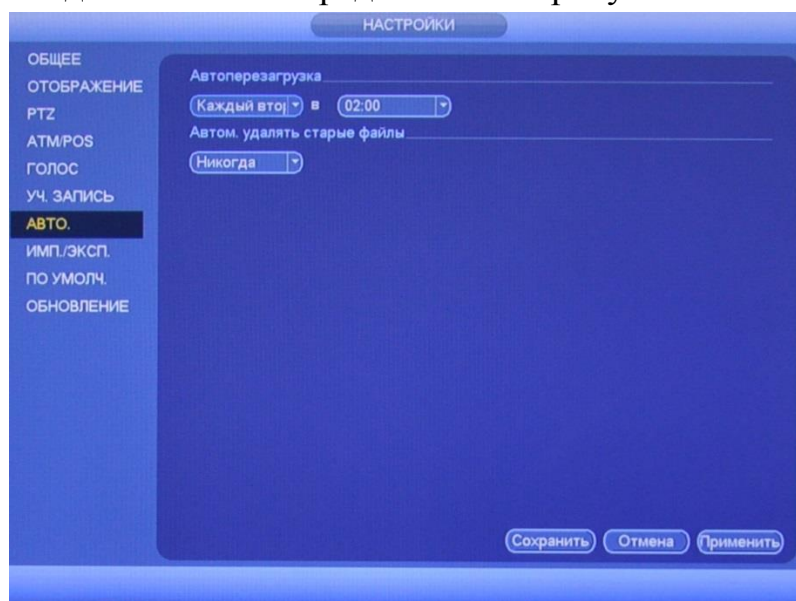 НАСТРОЙКИ
ОБЩЕЕ
ОТОБРАЖЕНИЕ
PTZ
ATM/POS
ГОЛОС
УЧ. ЗАПИСЬ
АВТО.
ИМП./ЭКСП.
ПО УМОЛЧ.
ОБНОВЛЕНИЕ
Автоперезагрузка
Каждый в 02:00
Автом. удалять старые файлы
Никогда
Сохранить Отмена Применить